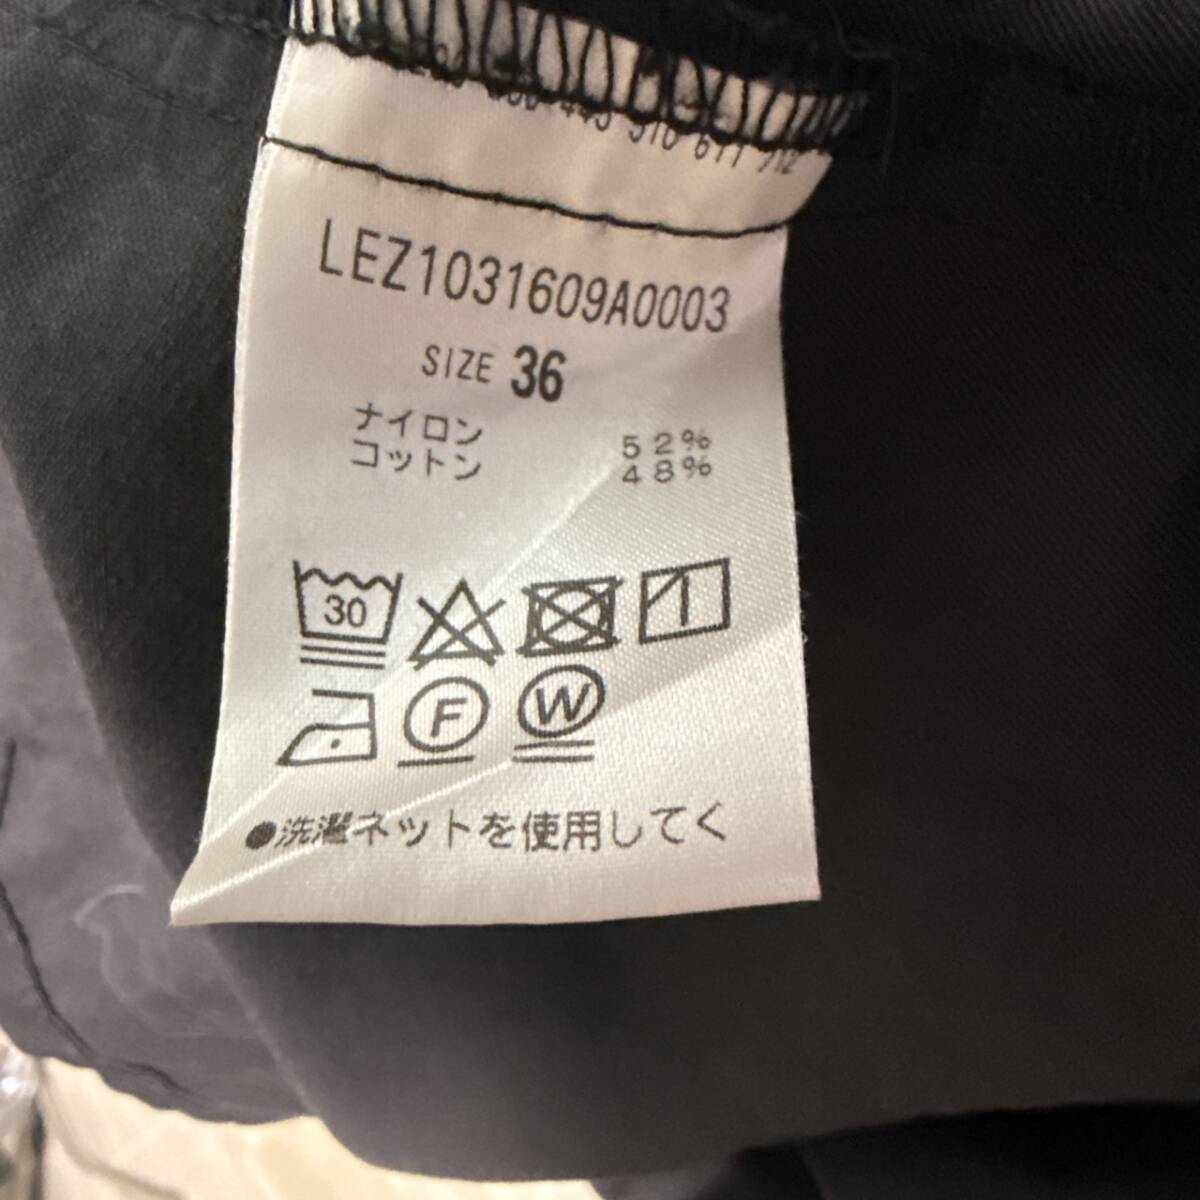 LEZ1031609A0003
SIZE 36
ナイロン 52%
コットン 48%
30
F W
●洗濯ネットを使用してく